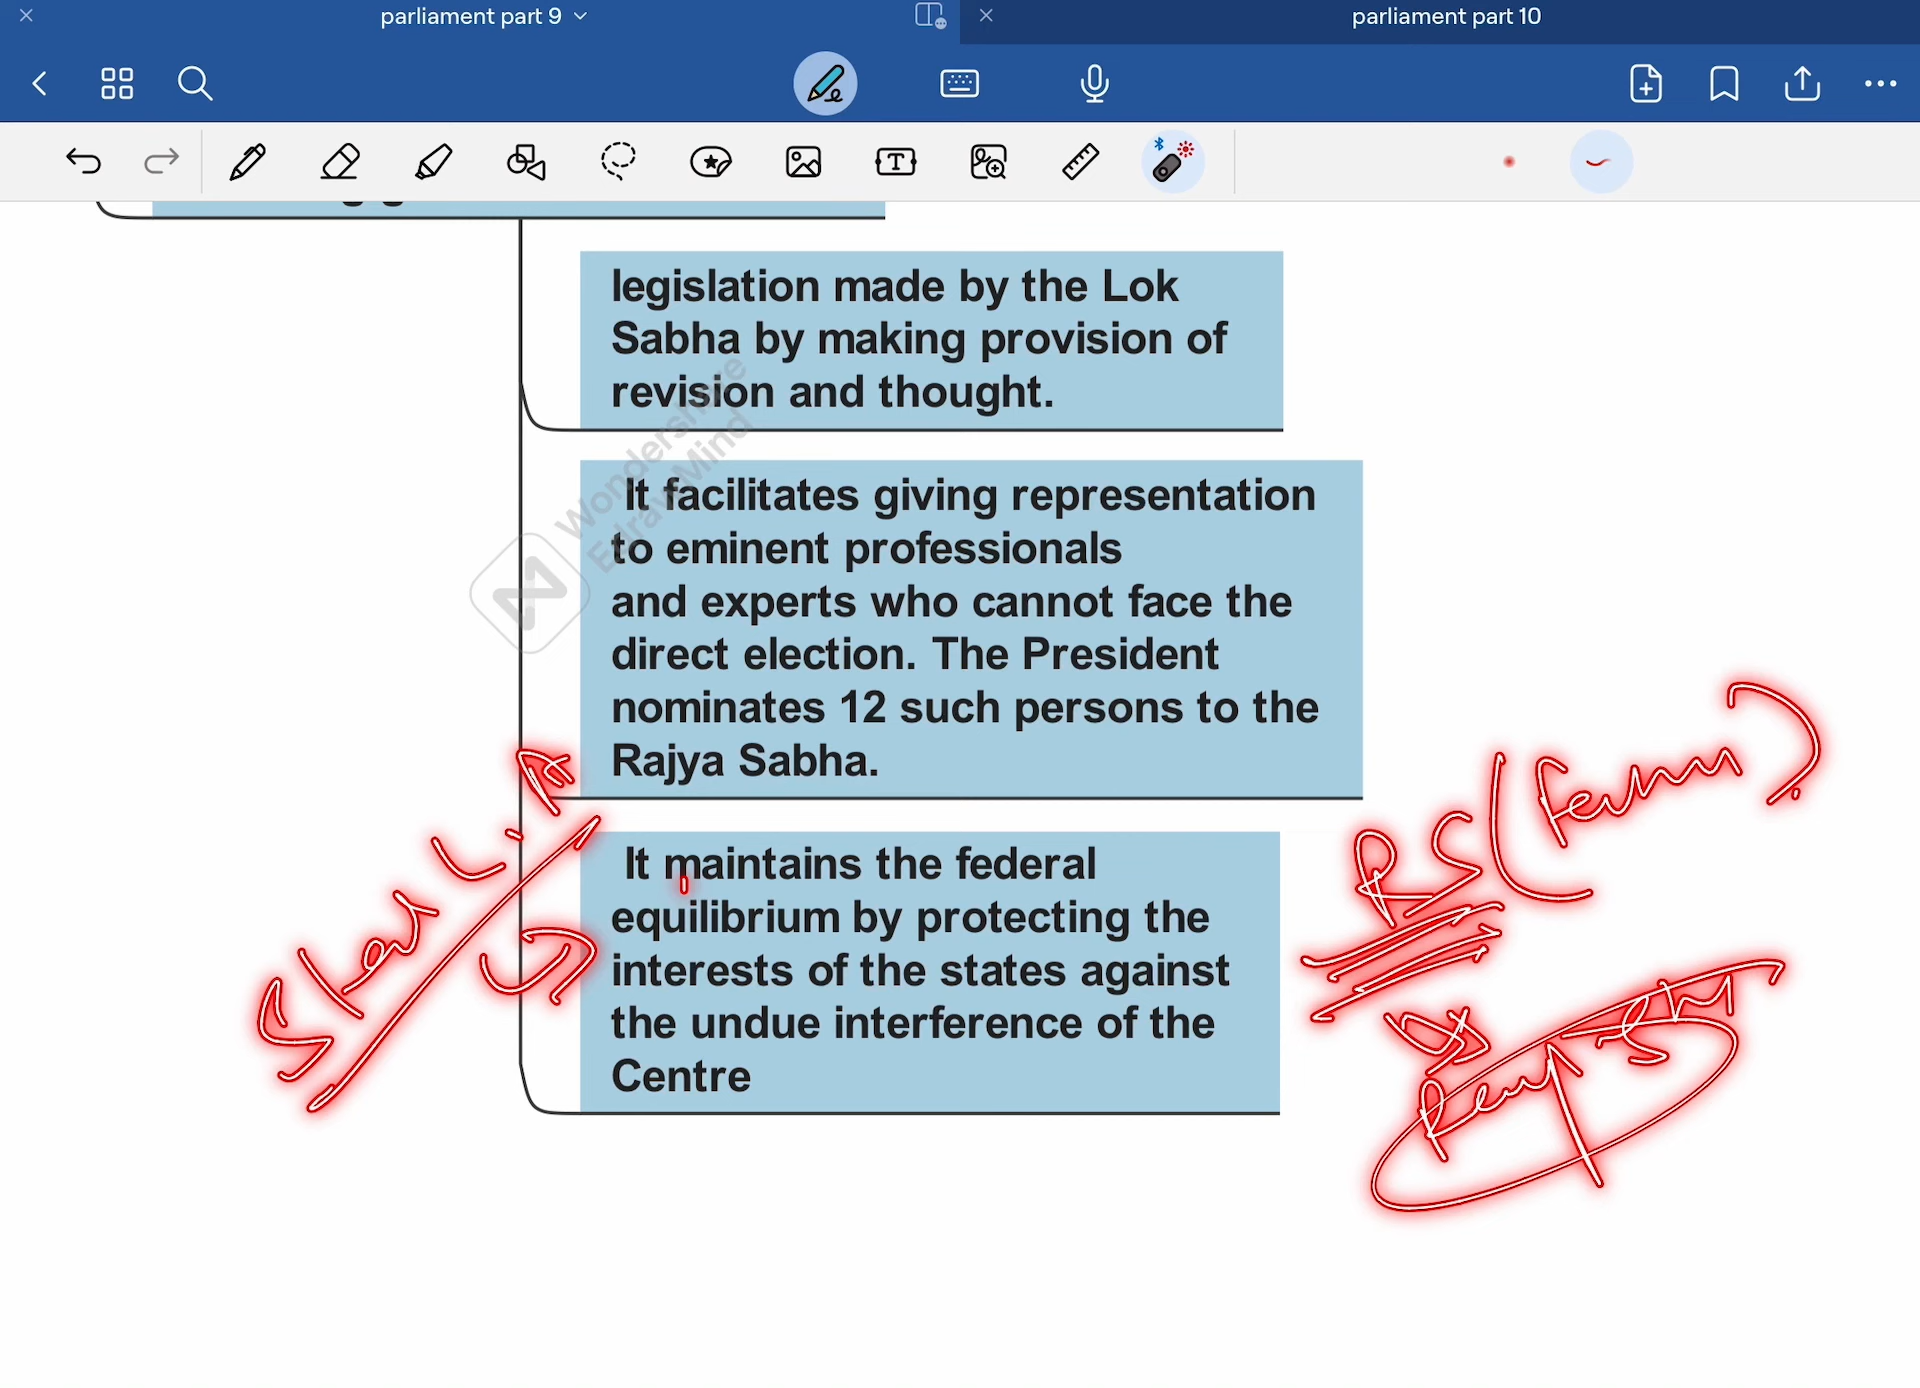 parliament part 9
parliament part 10
legislation made by the Lok
Sabha by making provision of
revision and thought.
It facilitates giving representation
to eminent professionals
and experts who cannot face the
direct election. The President
nominates 12 such persons to the
Rajya Sabha.
It maintains the federal
equilibrium by protecting the
interests of the states against
the undue interference of the
Centre
Wondershare
EdrawMind
RS